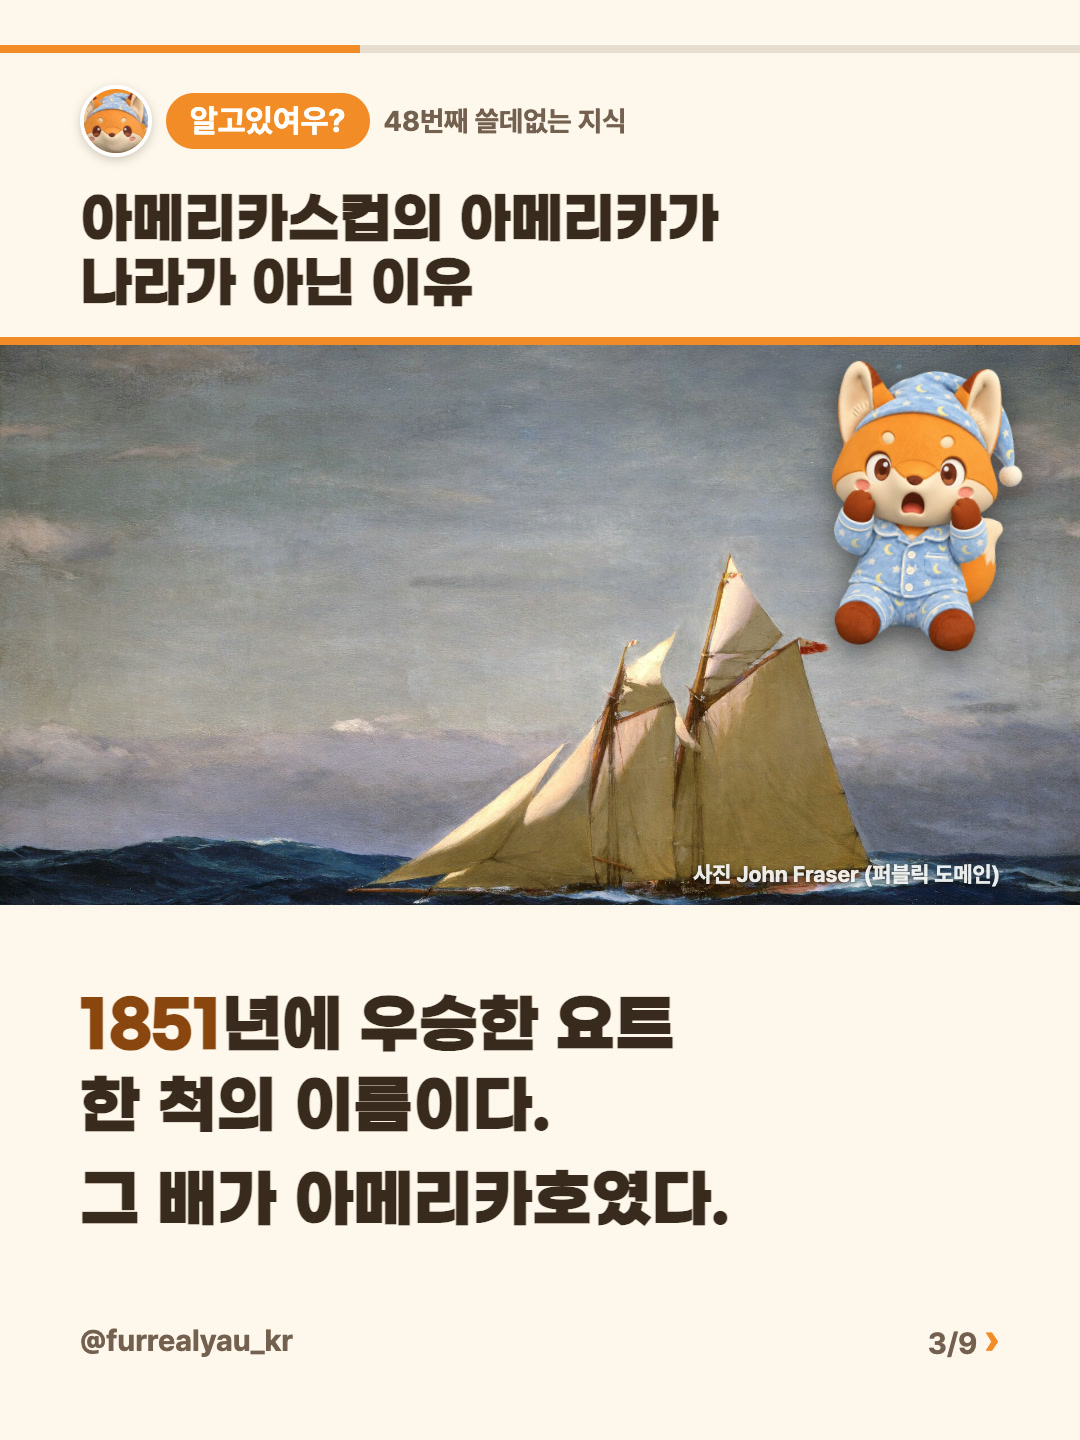 알고있여우?
48번째 쓸데없는 지식
아메리카스컵의 아메리카가
나라가 아닌 이유
사진 John Fraser (퍼블릭 도메인)
1851년에 우승한 요트
한 척의 이름이다.
그 배가 아메리카호였다.
@furrealyau_kr
3/9 ›